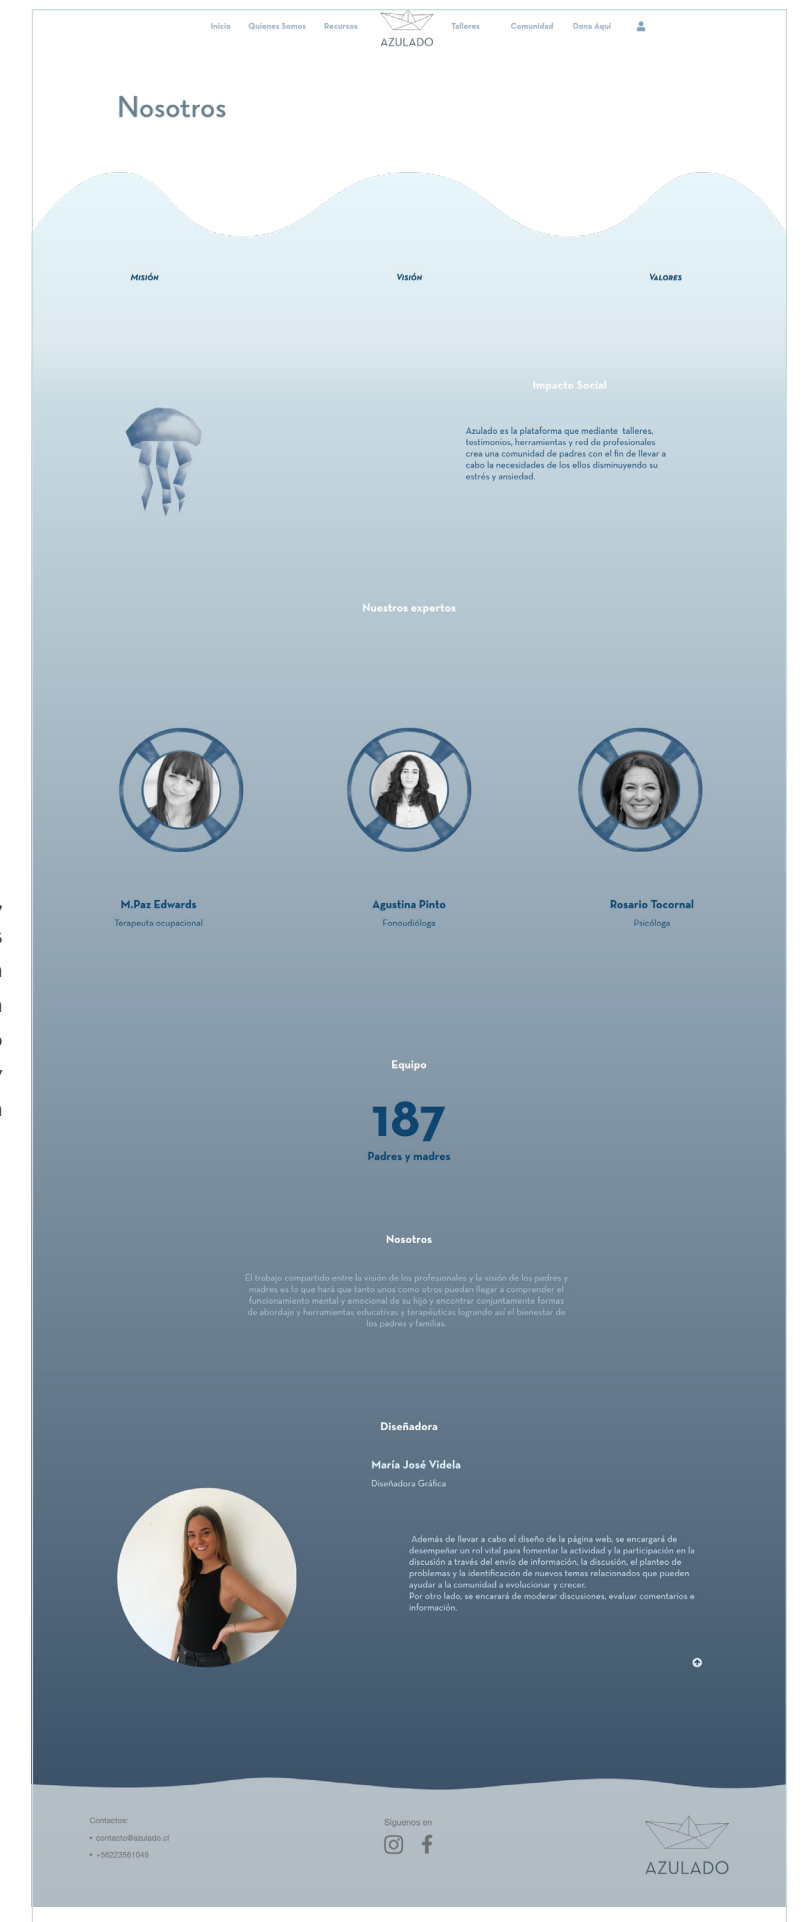 Inicio Quienes Somos Recursos AZULADO Talleres Comunidad Dona Aquí
Nosotros
Misión Visión Valores
Impacto Social
Azulado es la plataforma que mediante talleres,
testimonios, herramientas y red de profesionales
crea una comunidad de padres con el fin de llevar a
cabo la necesidades de los ellos disminuyendo su
estrés y ansiedad.
Nuestros expertos
M.Paz Edwards Agustina Pinto Rosario Tocornal
Terapeuta ocupacional Fonoudióloga Psicóloga
Equipo
187
Padres y madres
Nosotros
El trabajo compartido entre la visión de los profesionales y la visión de los padres y
madres es lo que hará que tanto unos como otros puedan llegar a comprender el
funcionamiento mental y emocional de su hijo y encontrar conjuntamente formas
de abordaje y herramientas educativas y terapéuticas logrando así el bienestar de
los padres y familias.
Diseñadora
María José Videla
Diseñadora Gráfica
Además de llevar a cabo el diseño de la página web, se encargará de
desempeñar un rol vital para fomentar la actividad y la participación en la
discusión a través del envío de información, la discusión, el planteo de
problemas y la identificación de nuevos temas relacionados que pueden
ayudar a la comunidad a evolucionar y crecer.
Por otro lado, se encarará de moderar discusiones, evaluar comentarios e
información.
Contactos:
• contacto@azulado.cl
• +56223561049
Síguenos en
AZULADO